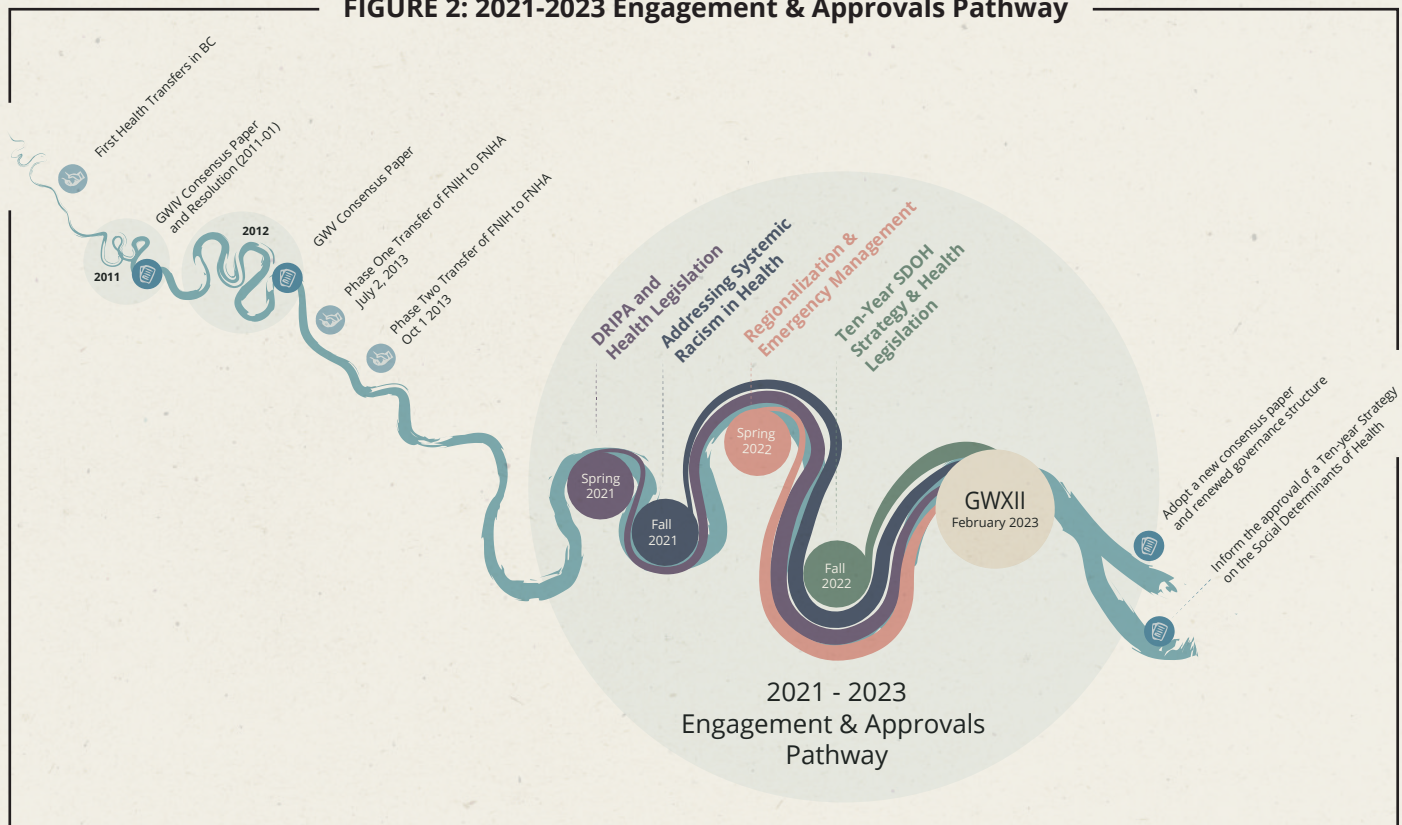 FIGURE 2: 2021-2023 Engagement & Approvals Pathway
First Health Transfers in BC
GWIV Consensus Paper
and Resolution (2011-01)
2011
2012
GWV Consensus Paper
Phase One Transfer of FNIH to FNHA
July 2, 2013
Phase Two Transfer of FNIH to FNHA
Oct 1 2013
DRIPA and
Health Legislation
Addressing Systemic
Racism in Health
Regionalization &
Emergency Management
Ten-Year SDOH
Strategy & Health
Legislation
Spring
2021
Fall
2021
Spring
2022
Fall
2022
GWXII
February 2023
Adopt a new consensus paper
and renewed governance structure
Inform the approval of a Ten-year Strategy
on the Social Determinants of Health
2021 - 2023
Engagement & Approvals
Pathway